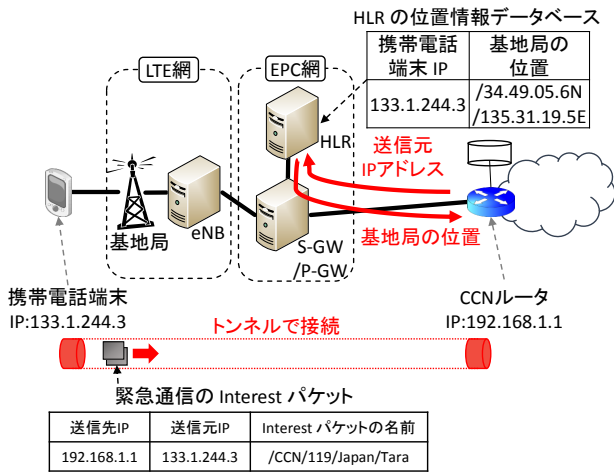 HLR の位置情報データベース
携帯電話
端末 IP
基地局の
位置
133.1.244.3
/34.49.05.6N
/135.31.19.5E
LTE網
EPC網
HLR
送信元
IPアドレス
基地局
eNB
S-GW
/P-GW
基地局の位置
携帯電話端末
IP:133.1.244.3
CCNルータ
IP:192.168.1.1
トンネルで接続
緊急通信の Interest パケット
送信先IP 送信元IP Interest パケットの名前
192.168.1.1 133.1.244.3 /CCN/119/Japan/Tara